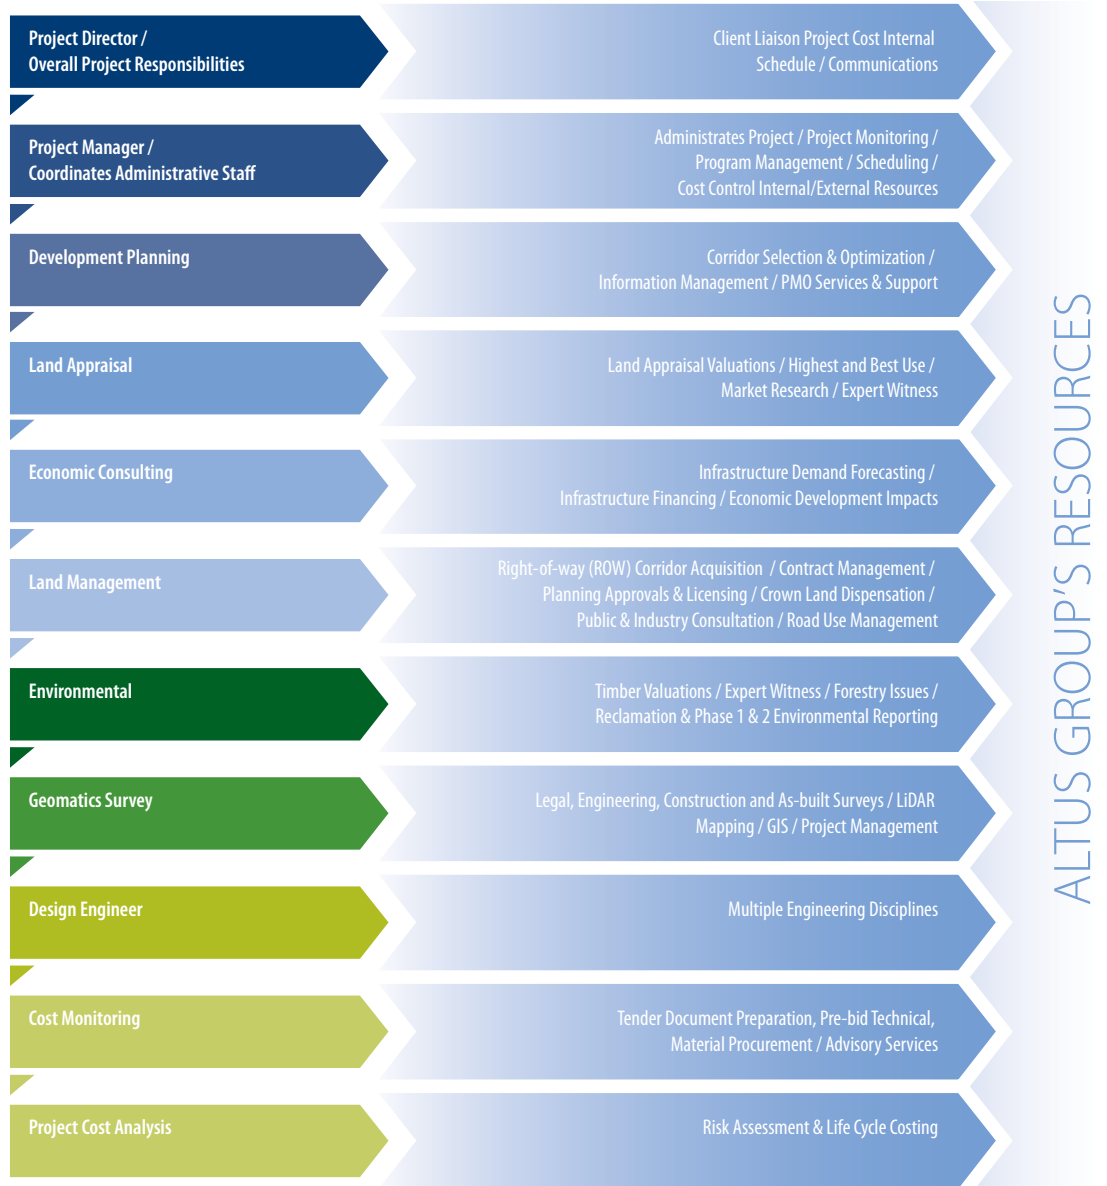 Project Director /
Overall Project Responsibilities
Client Liaison Project Cost Internal
Schedule / Communications
Project Manager /
Coordinates Administrative Staff
Administrates Project / Project Monitoring /
Program Management / Scheduling /
Cost Control Internal/External Resources
Development Planning
Corridor Selection & Optimization /
Information Management / PMO Services & Support
Land Appraisal
Land Appraisal Valuations / Highest and Best Use /
Market Research / Expert Witness
Economic Consulting
Infrastructure Demand Forecasting /
Infrastructure Financing / Economic Development Impacts
Land Management
Right-of-way (ROW) Corridor Acquisition / Contract Management /
Planning Approvals & Licensing / Crown Land Dispensation /
Public & Industry Consultation / Road Use Management
Environmental
Timber Valuations / Expert Witness / Forestry Issues /
Reclamation & Phase 1 & 2 Environmental Reporting
Geomatics Survey
Legal, Engineering, Construction and As-built Surveys / LiDAR
Mapping / GIS / Project Management
Design Engineer
Multiple Engineering Disciplines
Cost Monitoring
Tender Document Preparation, Pre-bid Technical,
Material Procurement / Advisory Services
Project Cost Analysis
Risk Assessment & Life Cycle Costing
ALTUS GROUP'S RESOURCES